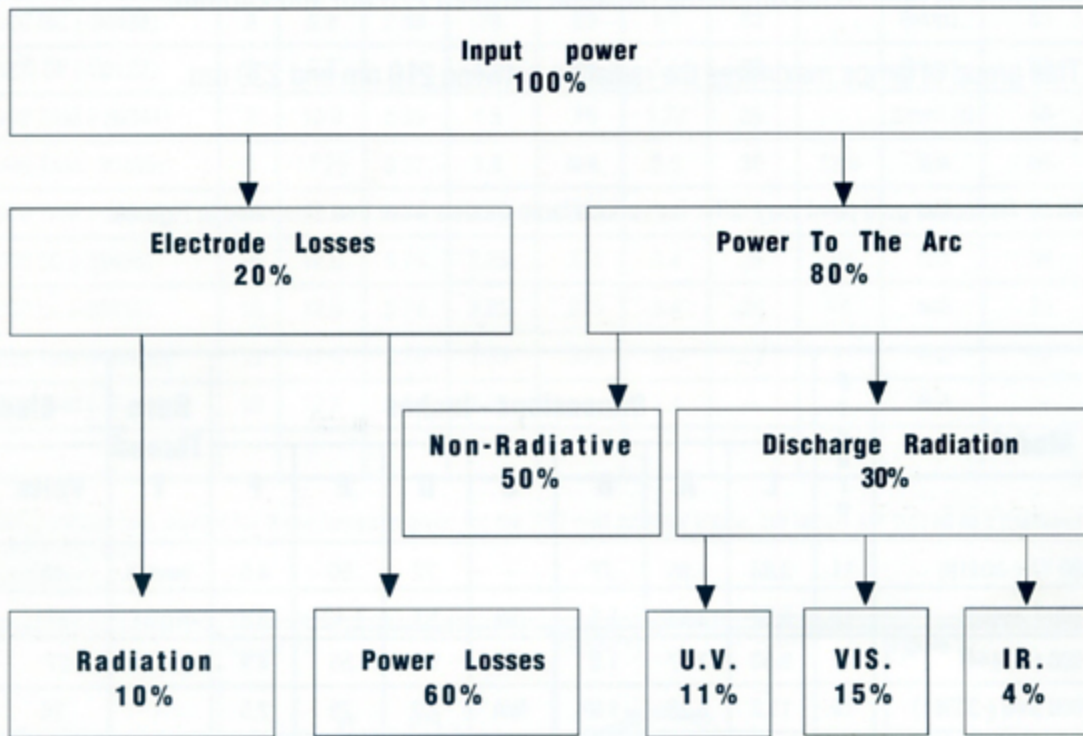 Input power
100%
Electrode Losses
20%
Power To The Arc
80%
Non-Radiative
50%
Discharge Radiation
30%
Radiation
10%
Power Losses
60%
U.V.
11%
VIS.
15%
IR.
4%